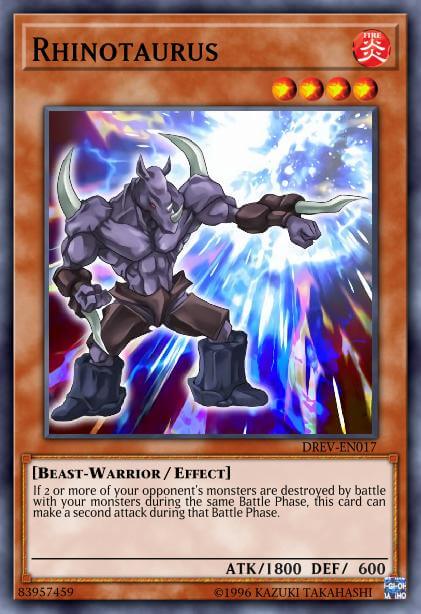 RHINOTAURUS
FIRE
炎
DREV-EN017
[BEAST-WARRIOR / EFFECT]
If 2 or more of your opponent's monsters are destroyed by battle
with your monsters during the same Battle Phase, this card can
make a second attack during that Battle Phase.
ATK/1800 DEF/ 600
83957459
©1996 KAZUKI TAKAHASHI